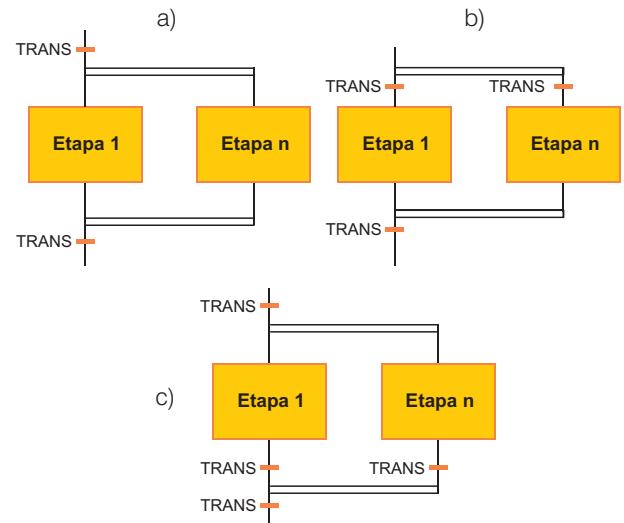 a)
TRANS
Etapa 1
Etapa n
TRANS
b)
TRANS
TRANS
Etapa 1
Etapa n
TRANS
c)
TRANS
Etapa 1
Etapa n
TRANS
TRANS
TRANS